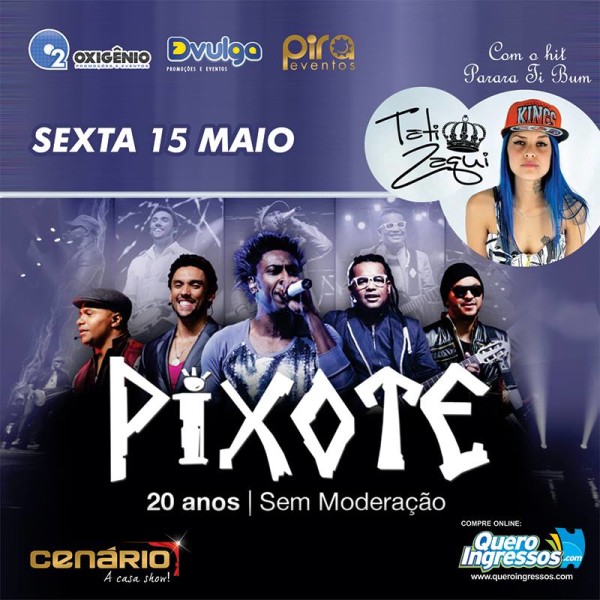 O2 OXIGÊNIO
PROMOÇÕES E EVENTOS
Dvulga
PROMOÇÕES E EVENTOS
pira
eventos
Com o hit
Parara Ti Bum
SEXTA 15 MAIO
Tati
Zaqui
KINGS
PIXOTE
20 anos | Sem Moderação
CENÁRIO
A casa show!
COMPRE ONLINE:
Quero
Ingressos.com
www.queroingressos.com